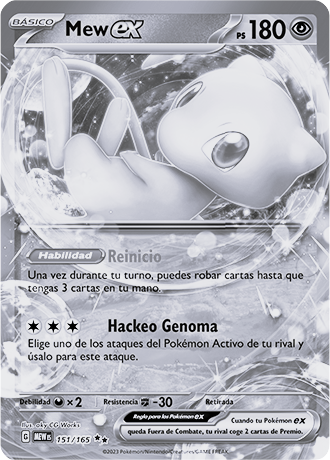 BÁSICO
Mew ex PS 180
Habilidad Reinicio
Una vez durante tu turno, puedes robar cartas hasta que
tengas 3 cartas en tu mano.
Hackeo Genoma
Elige uno de los ataques del Pokémon Activo de tu rival y
úsalo para este ataque.
Debilidad ×2 Resistencia -30 Retirada
Illus. oky CG Works
Regla para los Pokémon ex Cuando tu Pokémon ex
queda Fuera de Combate, tu rival coge 2 cartas de Premio.
G MEW ES 151/165
©2023 Pokémon/Nintendo/Creatures/GAME FREAK